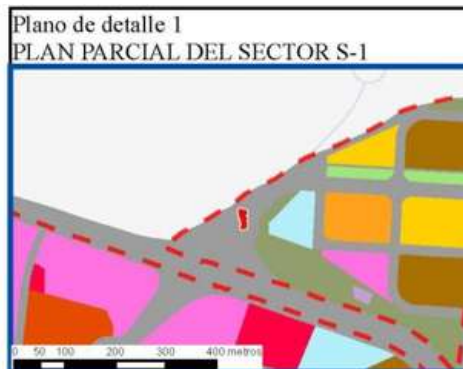 Plano de detalle 1
PLAN PARCIAL DEL SECTOR S-1
0 50 100 200 300 400 metros